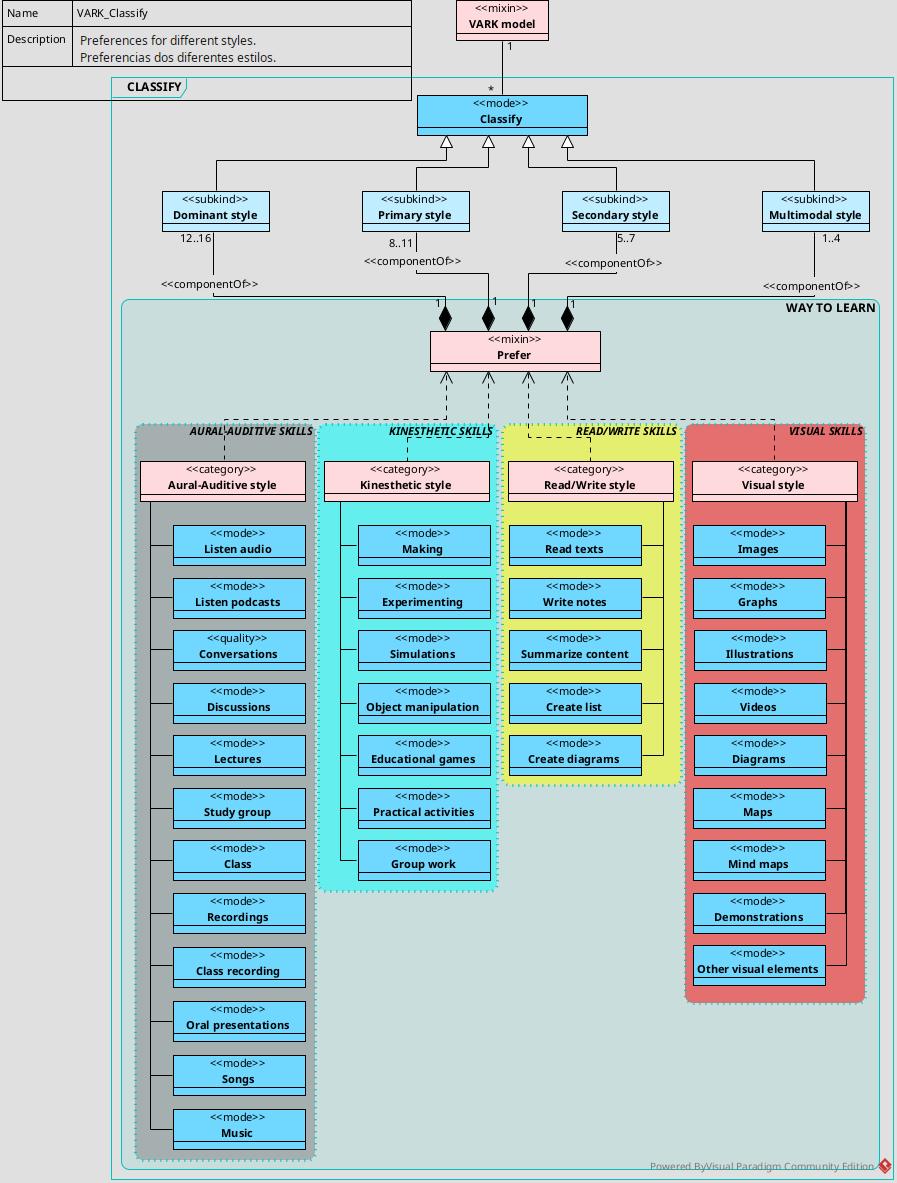 Name
VARK_Classify
Description
Preferences for different styles.
Preferencias dos diferentes estilos.
<<mixin>>
VARK model
1
*
CLASSIFY
<<mode>>
Classify
<<subkind>>
Dominant style
<<subkind>>
Primary style
<<subkind>>
Secondary style
<<subkind>>
Multimodal style
12..16
8..11
5..7
1..4
<<componentOf>>
<<componentOf>>
<<componentOf>>
<<componentOf>>
1
1
1
1
WAY TO LEARN
<<mixin>>
Prefer
AURAL-AUDITIVE SKILLS
<<category>>
Aural-Auditive style
<<mode>>
Listen audio
<<mode>>
Listen podcasts
<<quality>>
Conversations
<<mode>>
Discussions
<<mode>>
Lectures
<<mode>>
Study group
<<mode>>
Class
<<mode>>
Recordings
<<mode>>
Class recording
<<mode>>
Oral presentations
<<mode>>
Songs
<<mode>>
Music
KINESTHETIC SKILLS
<<category>>
Kinesthetic style
<<mode>>
Making
<<mode>>
Experimenting
<<mode>>
Simulations
<<mode>>
Object manipulation
<<mode>>
Educational games
<<mode>>
Practical activities
<<mode>>
Group work
READ/WRITE SKILLS
<<category>>
Read/Write style
<<mode>>
Read texts
<<mode>>
Write notes
<<mode>>
Summarize content
<<mode>>
Create list
<<mode>>
Create diagrams
VISUAL SKILLS
<<category>>
Visual style
<<mode>>
Images
<<mode>>
Graphs
<<mode>>
Illustrations
<<mode>>
Videos
<<mode>>
Diagrams
<<mode>>
Maps
<<mode>>
Mind maps
<<mode>>
Demonstrations
<<mode>>
Other visual elements
Powered ByVisual Paradigm Community Edition